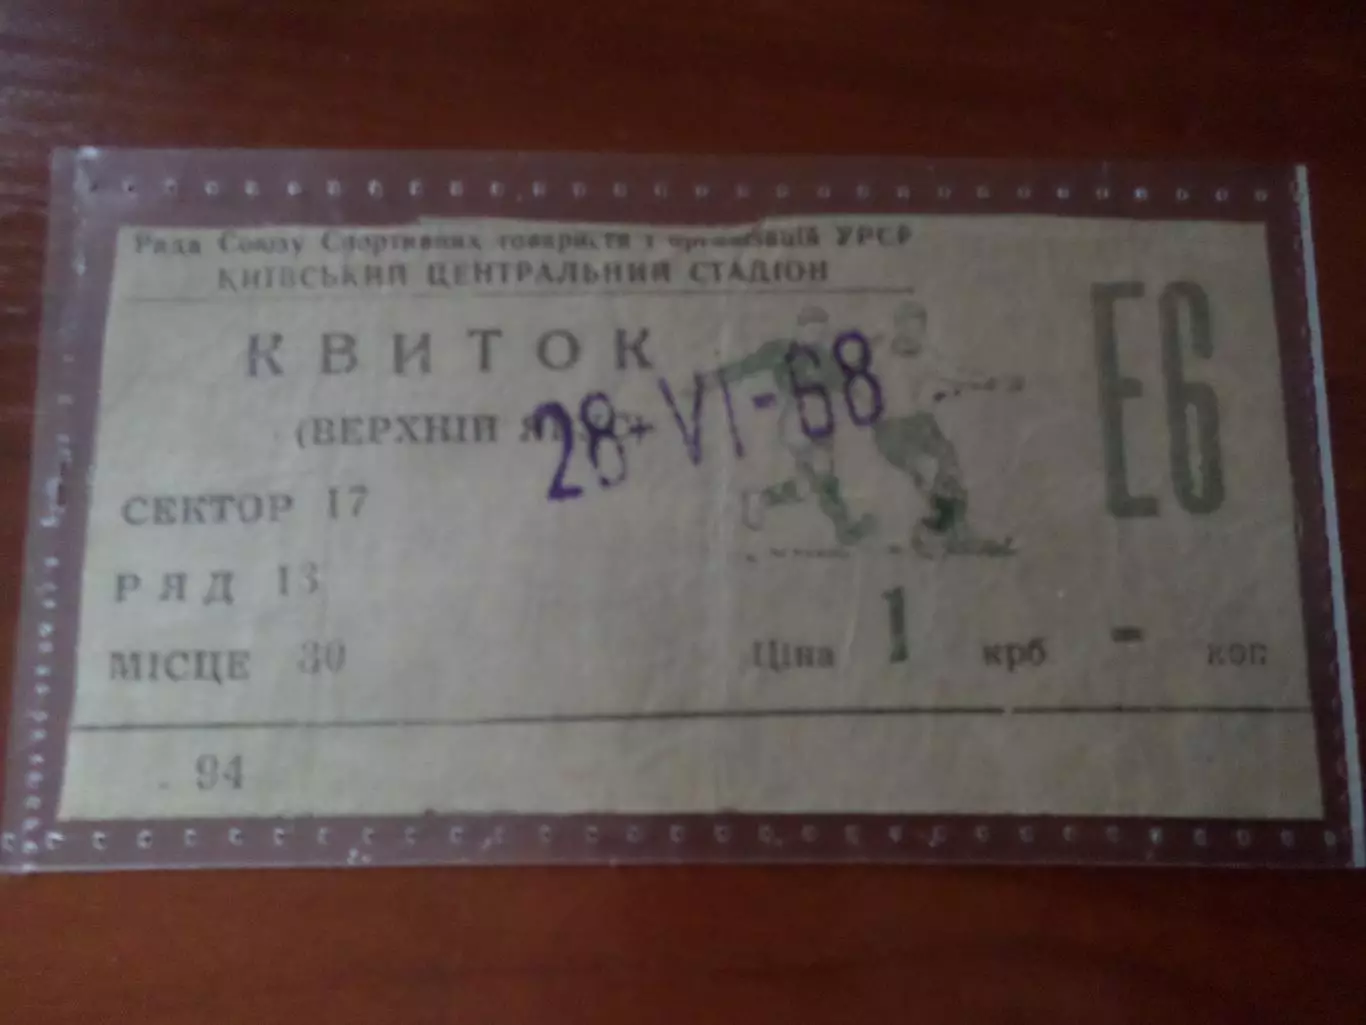 Рада Союзу Спортивних товариств і організацій УРСР
КИЇВСЬКИЙ ЦЕНТРАЛЬНИЙ СТАДІОН
Е6
КВИТОК
(ВЕРХНІЙ
28-VI-68
СЕКТОР 17
РЯД 13
МІСЦЕ 30
Ціна 1 крб - коп
94